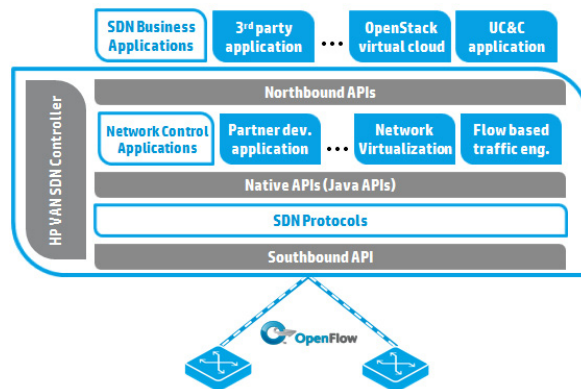 SDN Business
Applications
3rd party
application
...
OpenStack
virtual cloud
UC&C
application
HP VAN SDN Controller
Northbound APIs
Network Control
Applications
Partner dev.
application
...
Network
Virtualization
Flow based
traffic eng.
Native APIs (Java APIs)
SDN Protocols
Southbound API
OpenFlow